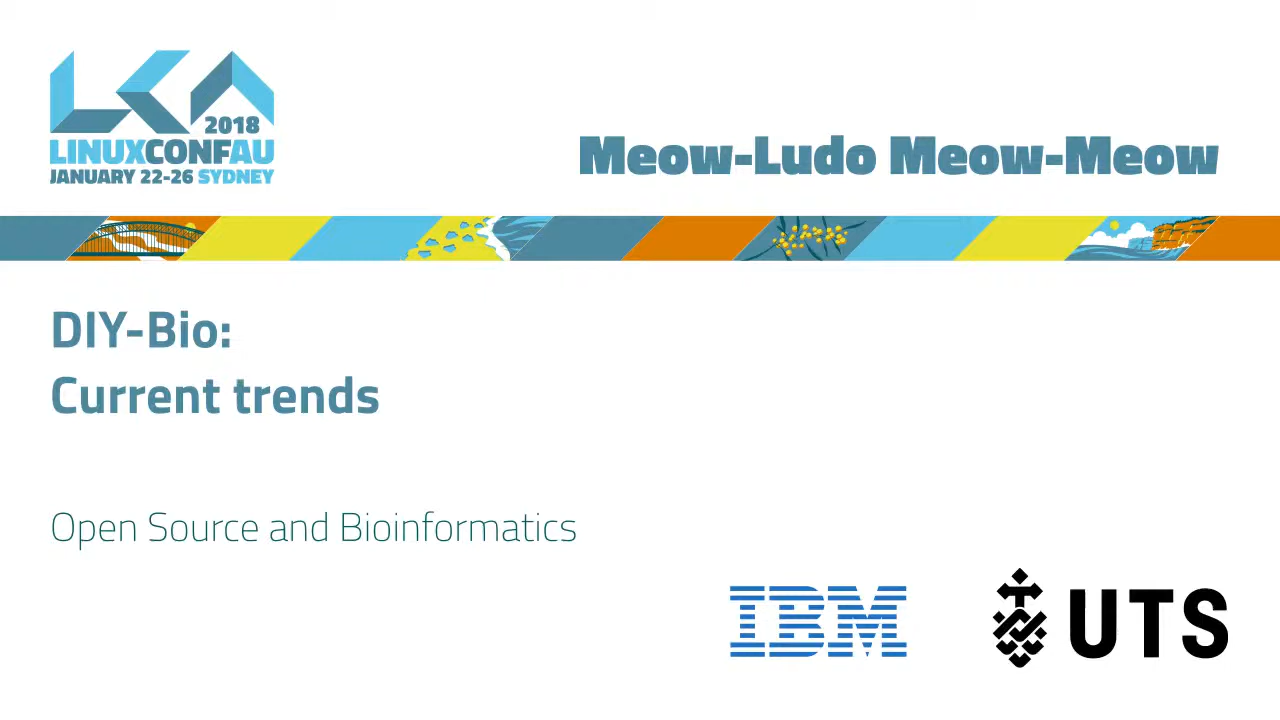 2018
LINUXCONFAU
JANUARY 22-26 SYDNEY
Meow-Ludo Meow-Meow
DIY-Bio:
Current trends
Open Source and Bioinformatics
IBM
UTS